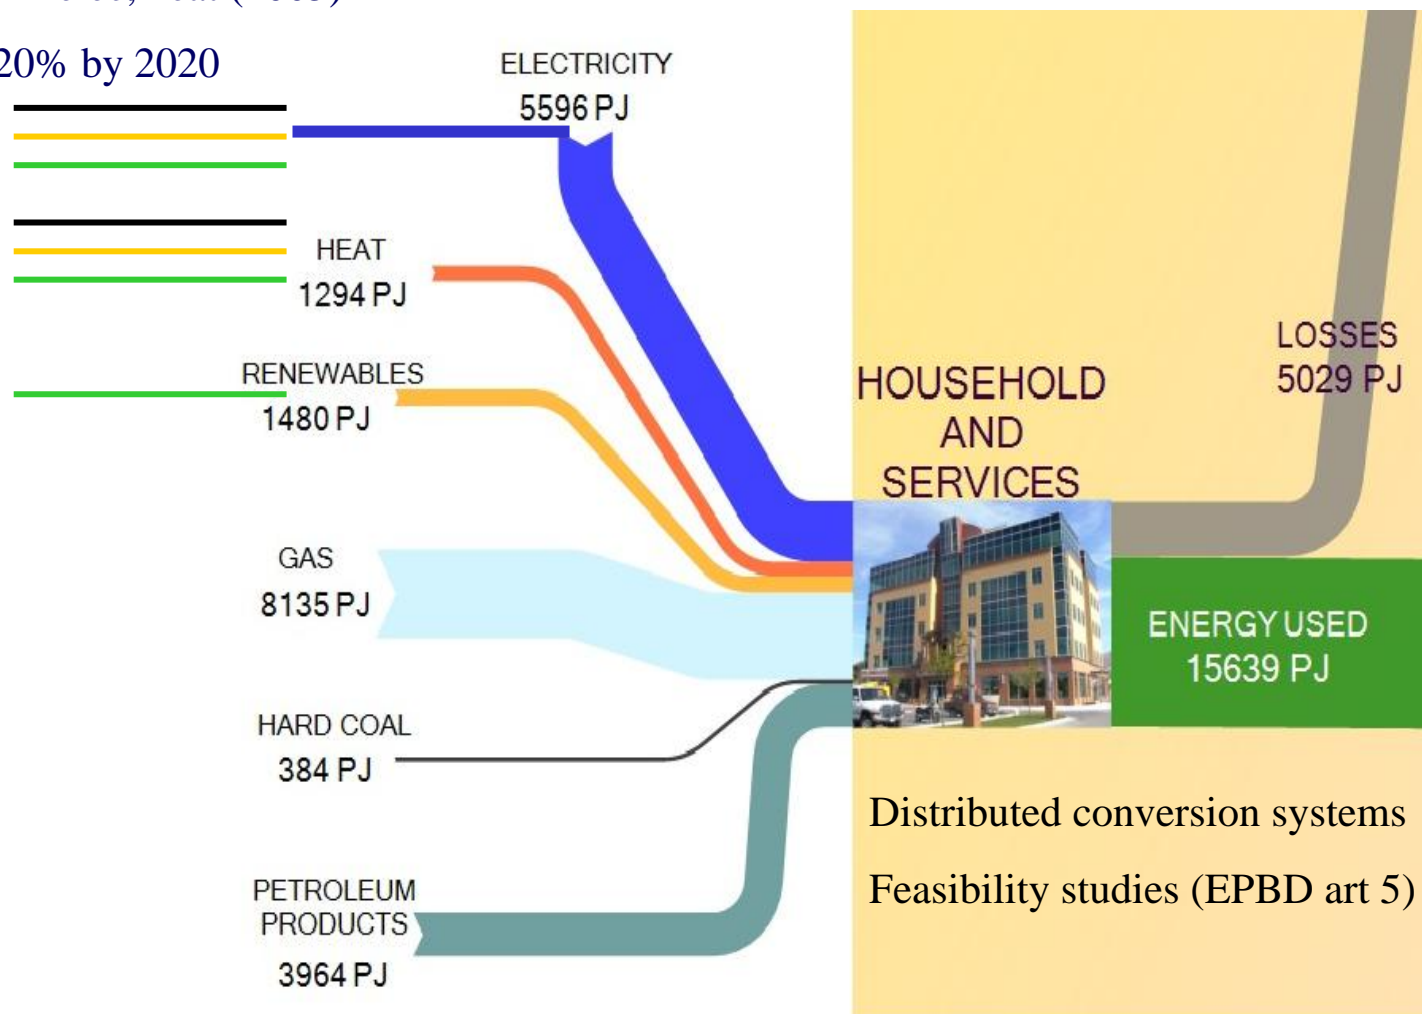 20% by 2020
ELECTRICITY
5596 PJ
HEAT
1294 PJ
RENEWABLES
1480 PJ
GAS
8135 PJ
HARD COAL
384 PJ
PETROLEUM
PRODUCTS
3964 PJ
HOUSEHOLD
AND
SERVICES
LOSSES
5029 PJ
ENERGY USED
15639 PJ
Distributed conversion systems
Feasibility studies (EPBD art 5)